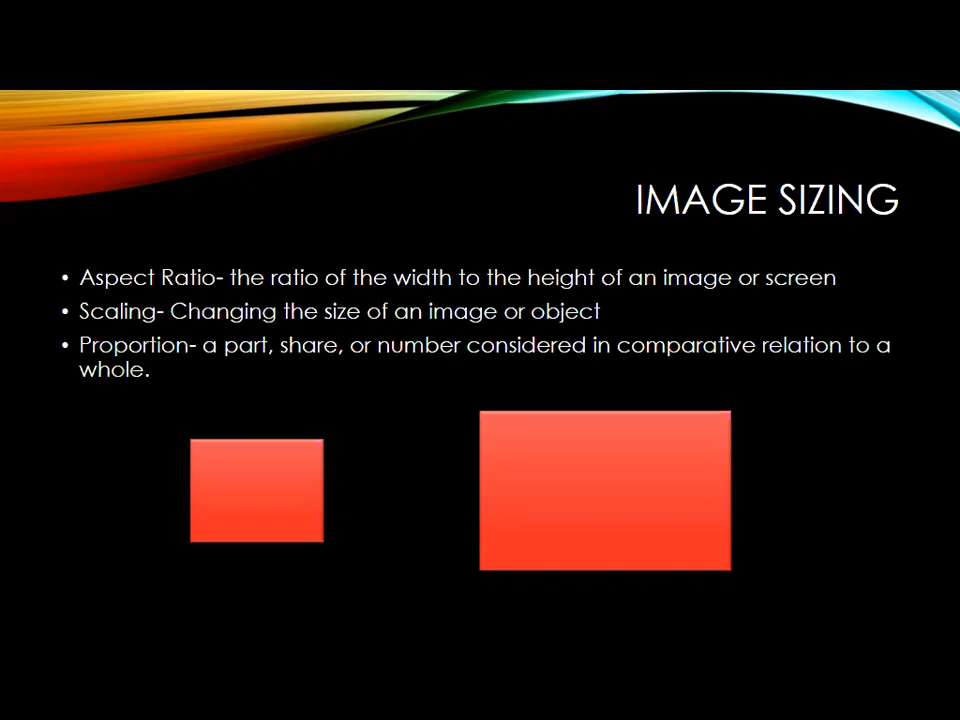 IMAGE SIZING
• Aspect Ratio- the ratio of the width to the height of an image or screen
• Scaling- Changing the size of an image or object
• Proportion- a part, share, or number considered in comparative relation to a
whole.